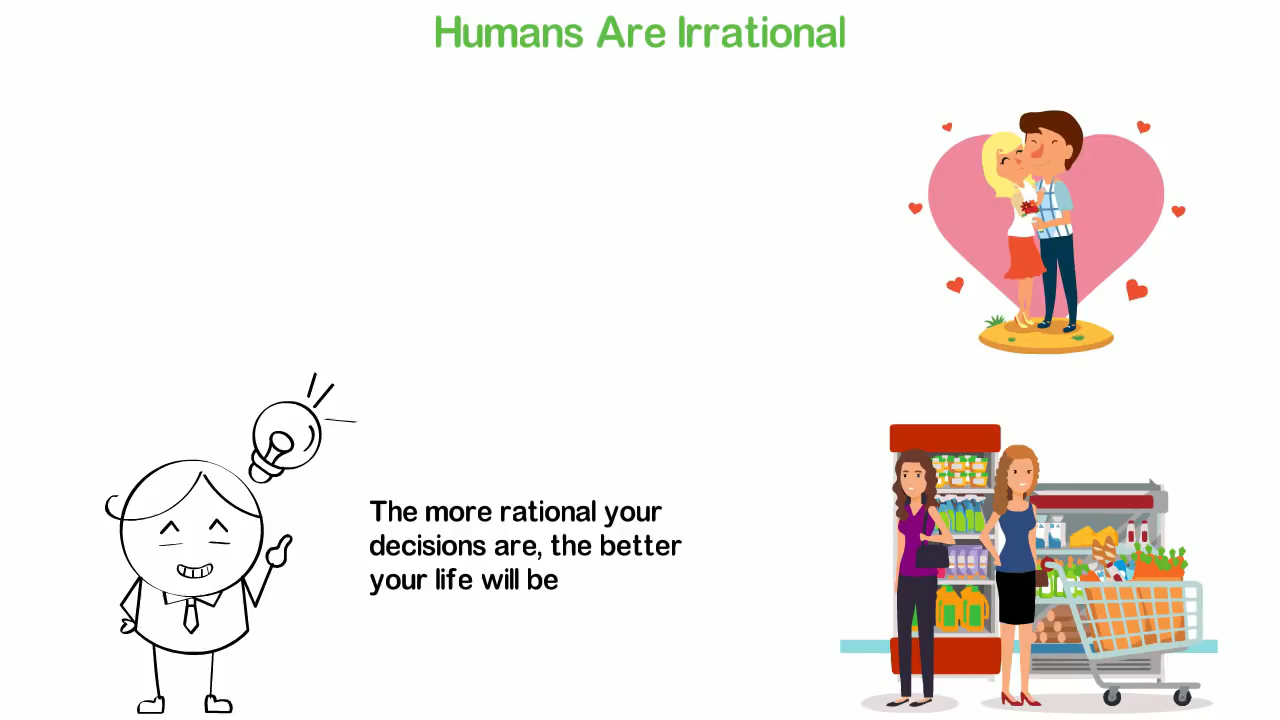 Humans Are Irrational
The more rational your
decisions are, the better
your life will be